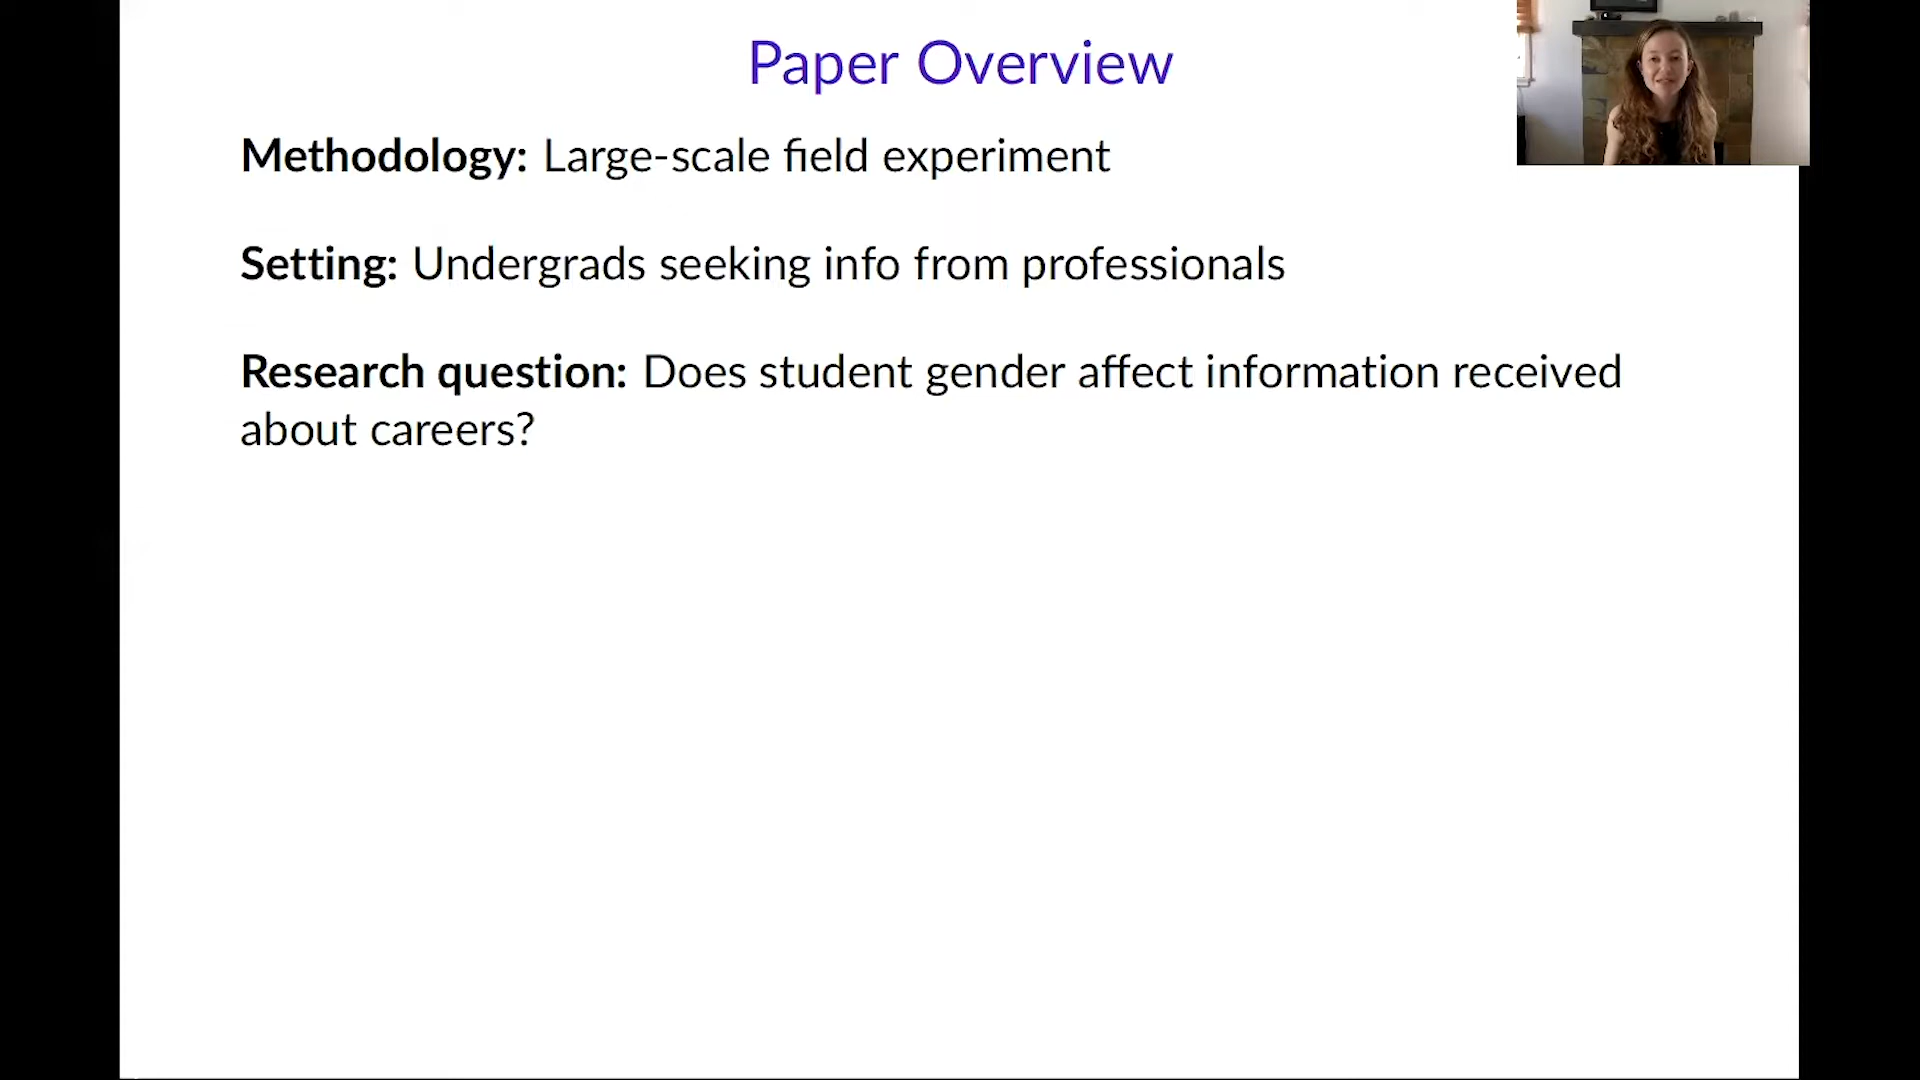 Paper Overview
Methodology: Large-scale field experiment
Setting: Undergrads seeking info from professionals
Research question: Does student gender affect information received
about careers?